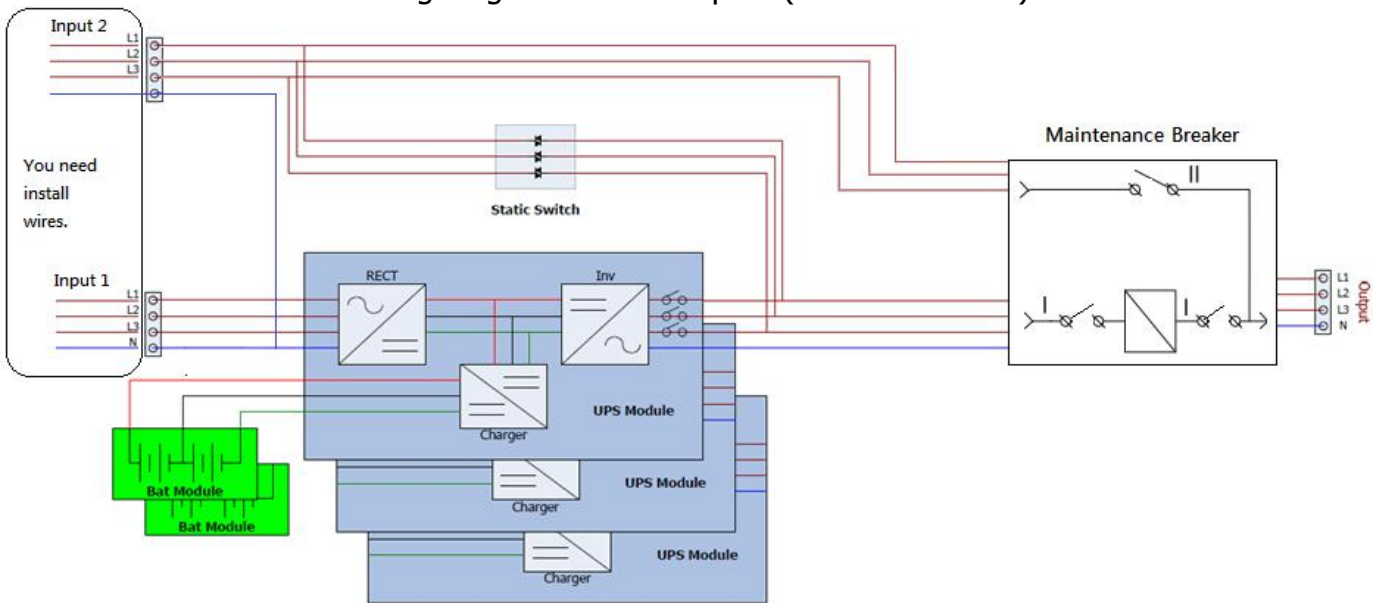 Input 2
L1
L2
L3
You need
install
wires.
Static Switch
Maintenance Breaker
II
I
I
L1
L2
L3
N
Output
Input 1
L1
L2
L3
N
RECT
Inv
Charger
UPS Module
Charger
UPS Module
Charger
UPS Module
Bat Module
Bat Module